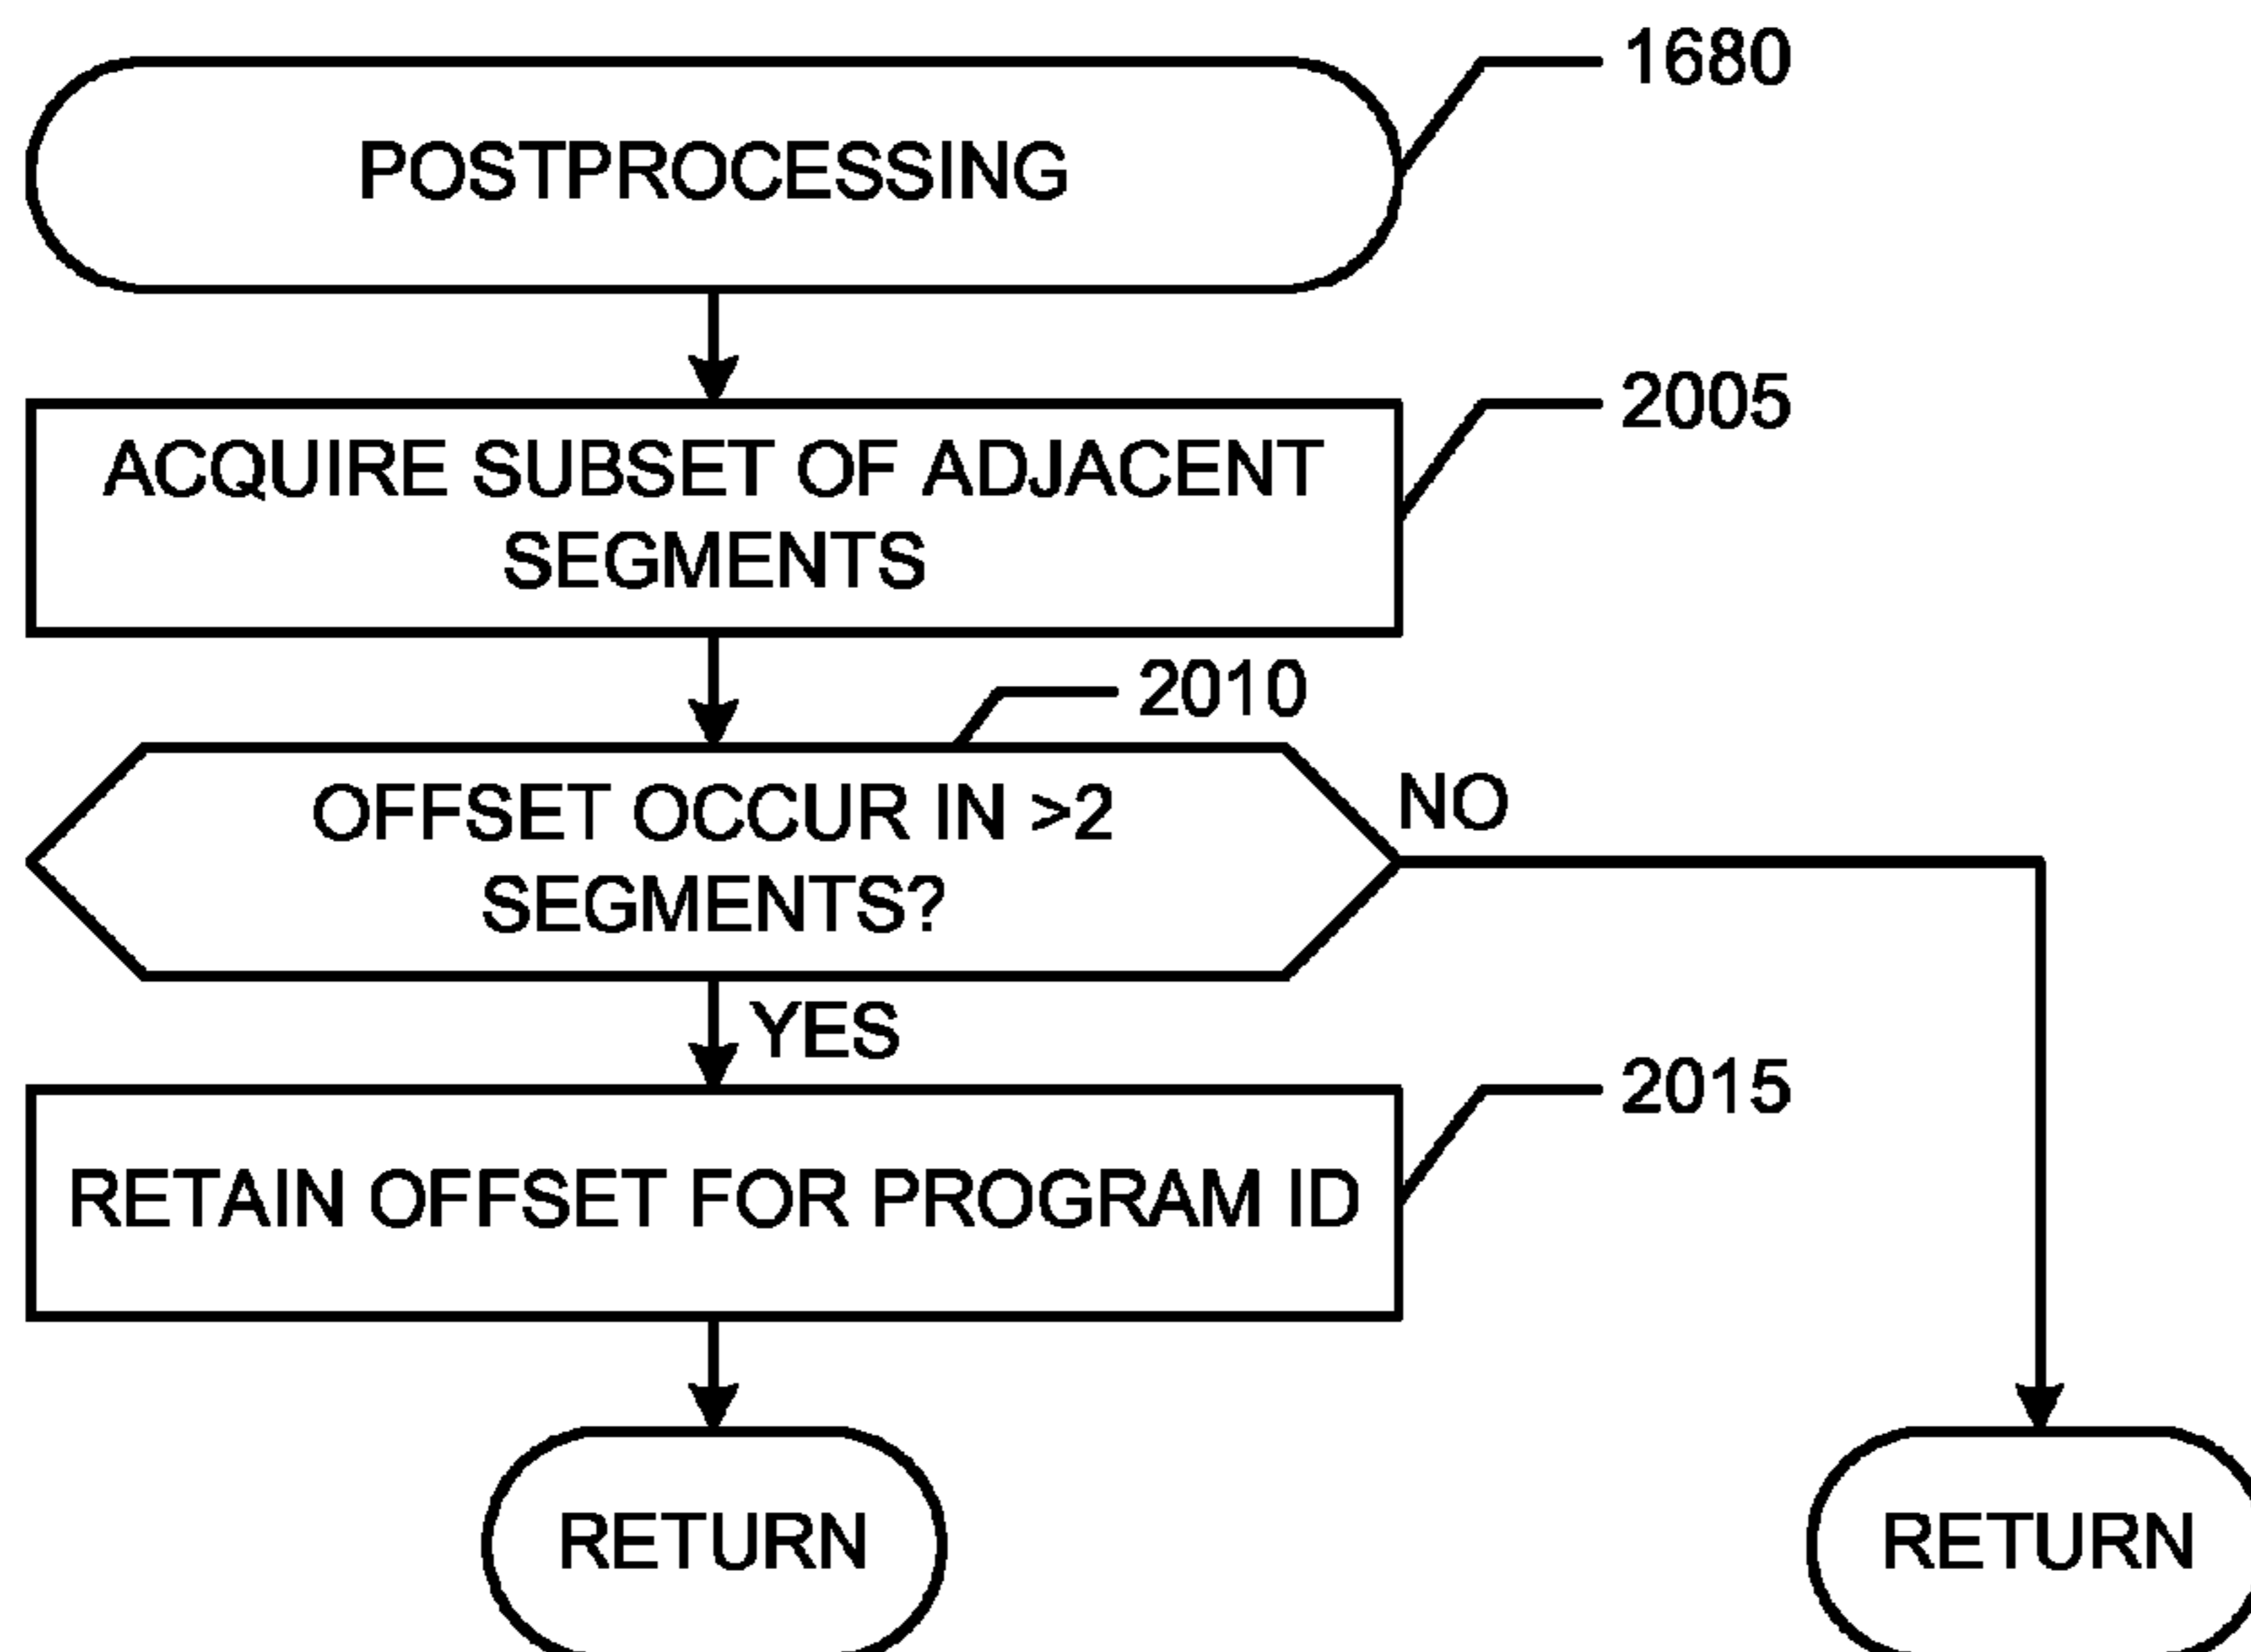 1680
POSTPROCESSING
2005
ACQUIRE SUBSET OF ADJACENT
SEGMENTS
2010
OFFSET OCCUR IN >2
SEGMENTS?
NO
YES
2015
RETAIN OFFSET FOR PROGRAM ID
RETURN
RETURN